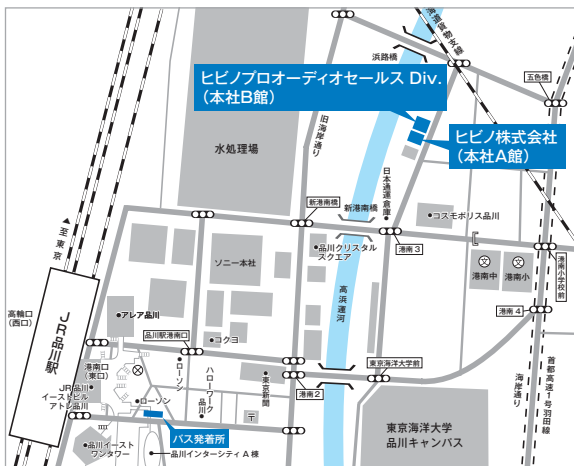 海道貨物支線
浜路橋
五色橋
ヒビノプロオーディオセールス Div.
（本社B館）
ヒビノ株式会社
（本社A館）
旧海岸通り
水処理場
日本通運倉庫
新港南橋
新港南橋
コスモポリス品川
▲至東京
港南3
品川クリスタル
スクエア
ソニー本社
港南中
港南小
港南小学校前
高浜運河
高輪口
（西口）
JR品川駅
アレア品川
港南4
品川駅港南口
コクヨ
東京海洋大学前
首都高速1号羽田線
港南口
（東口）
ローソン
ハローワーク
品川
東京新聞
港南2
海岸通り
JR品川
イーストビル
アトレ品川
ローソン
バス発着所
東京海洋大学
品川キャンパス
品川イースト
ワンタワー
品川インターシティA棟